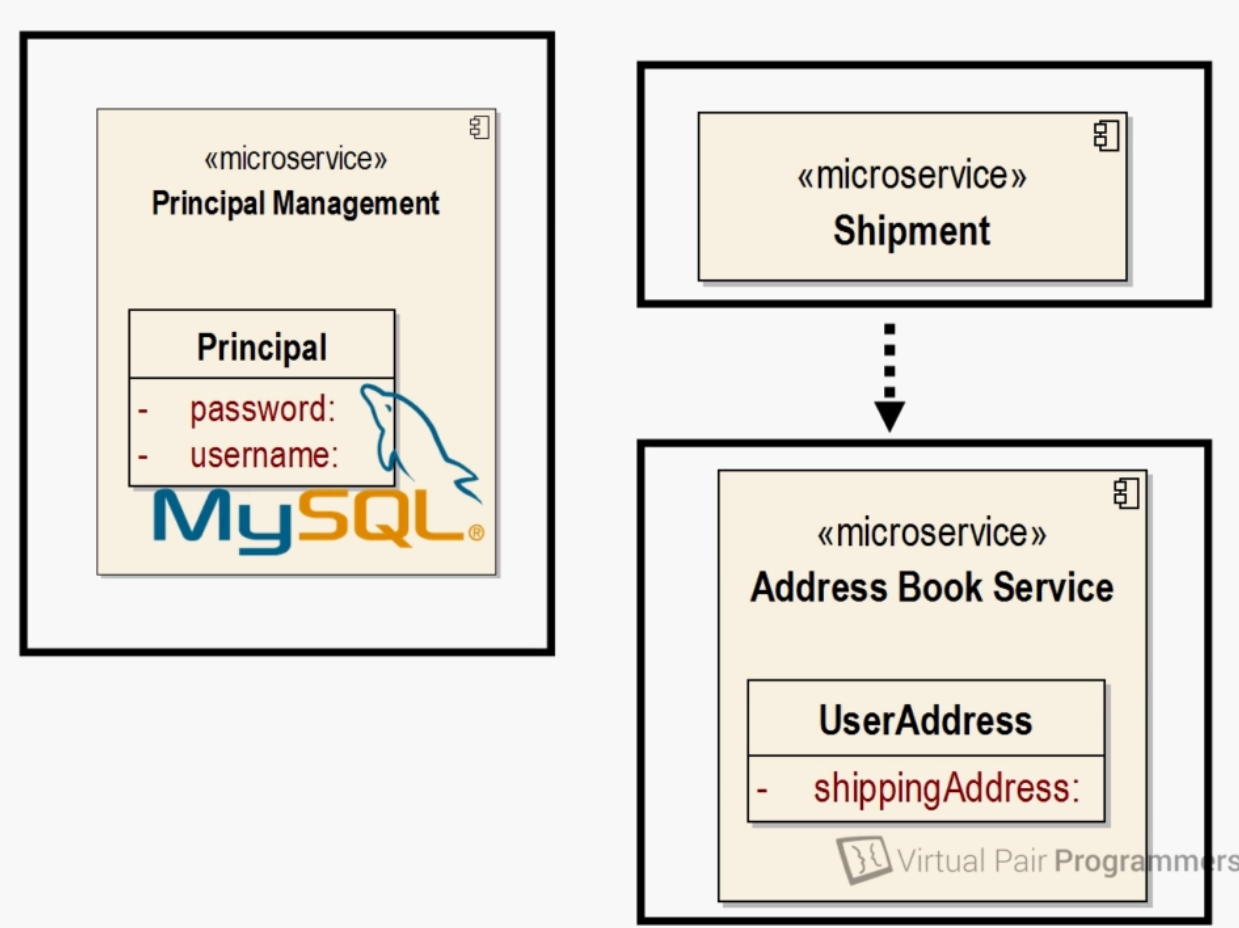 «microservice»
Principal Management
Principal
- password:
- username:
MySQL®
«microservice»
Shipment
«microservice»
Address Book Service
UserAddress
- shippingAddress:
Virtual Pair Programmers